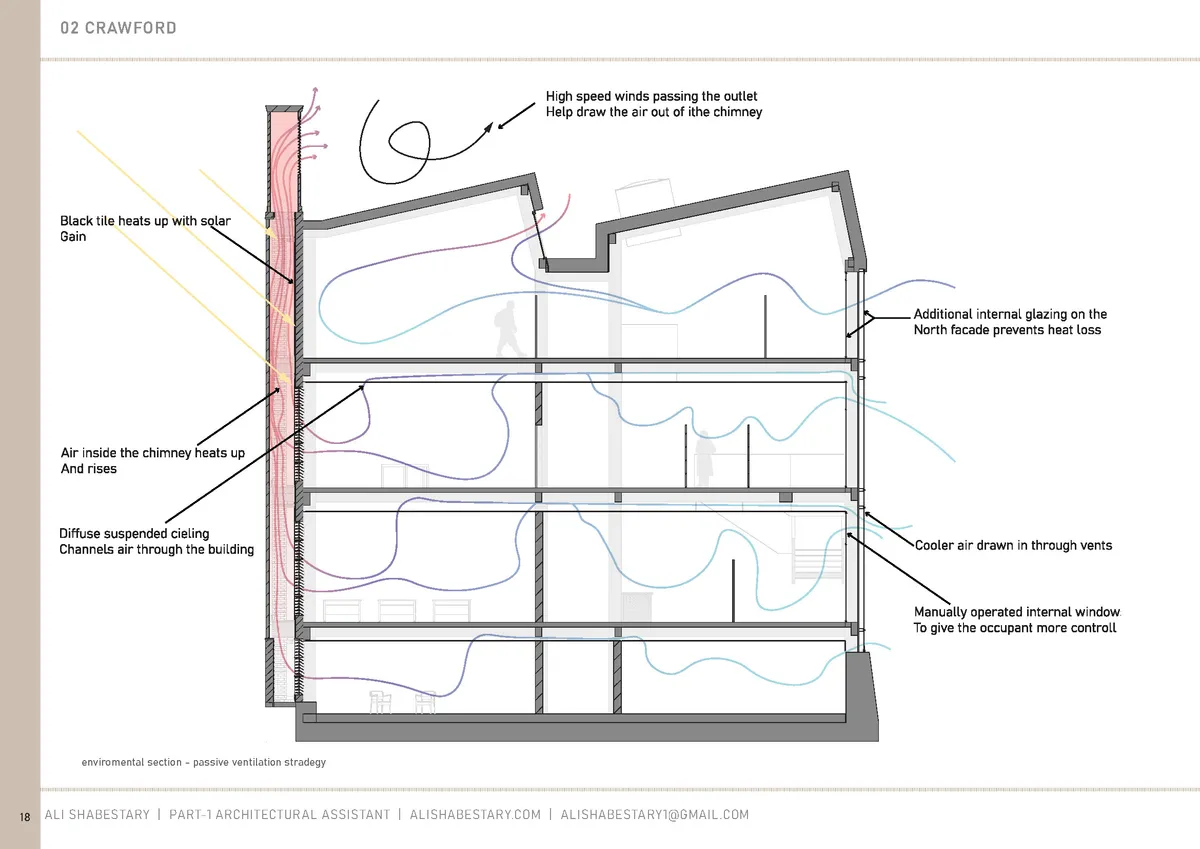 02 CRAWFORD
High speed winds passing the outlet
Help draw the air out of ithe chimney
Black tile heats up with solar
Gain
Additional internal glazing on the
North facade prevents heat loss
Air inside the chimney heats up
And rises
Diffuse suspended cieling
Channels air through the building
Cooler air drawn in through vents
Manually operated internal window
To give the occupant more controll
enviromental section - passive ventilation stradegy
18
ALI SHABESTARY | PART-1 ARCHITECTURAL ASSISTANT | ALISHABESTARY.COM | ALISHABESTARY1@GMAIL.COM